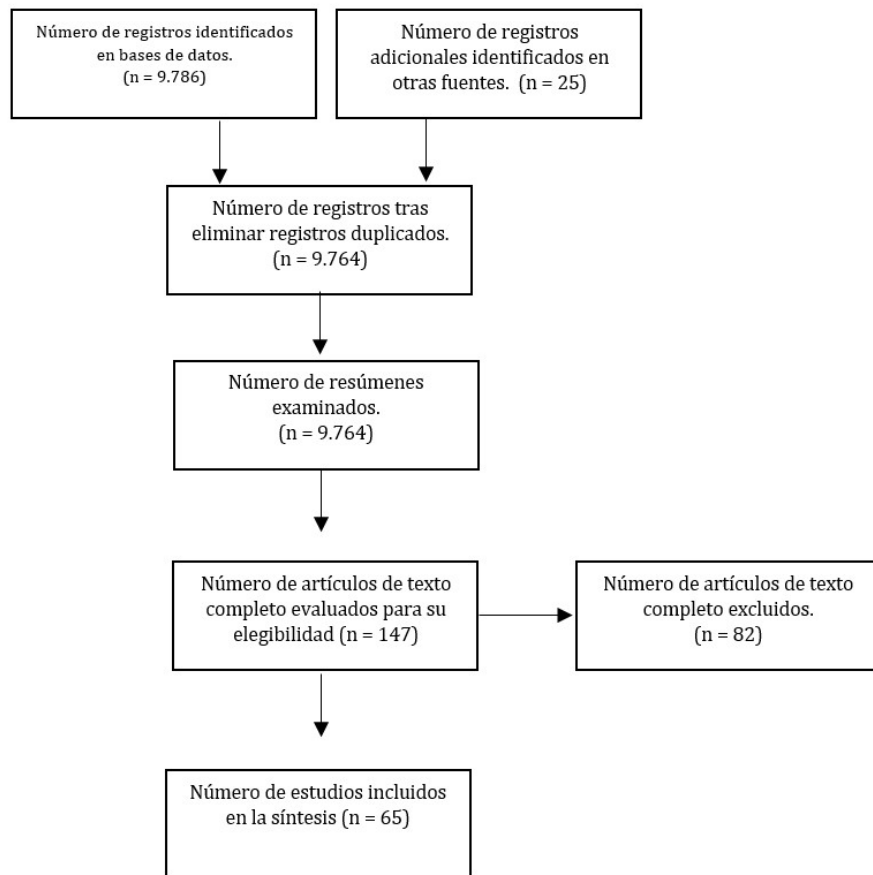 Número de registros identificados
en bases de datos.
(n = 9.786)
Número de registros
adicionales identificados en
otras fuentes. (n = 25)
Número de registros tras
eliminar registros duplicados.
(n = 9.764)
Número de resúmenes
examinados.
(n = 9.764)
Número de artículos de texto
completo evaluados para su
elegibilidad (n = 147)
Número de artículos de texto
completo excluidos.
(n = 82)
Número de estudios incluidos
en la síntesis (n = 65)